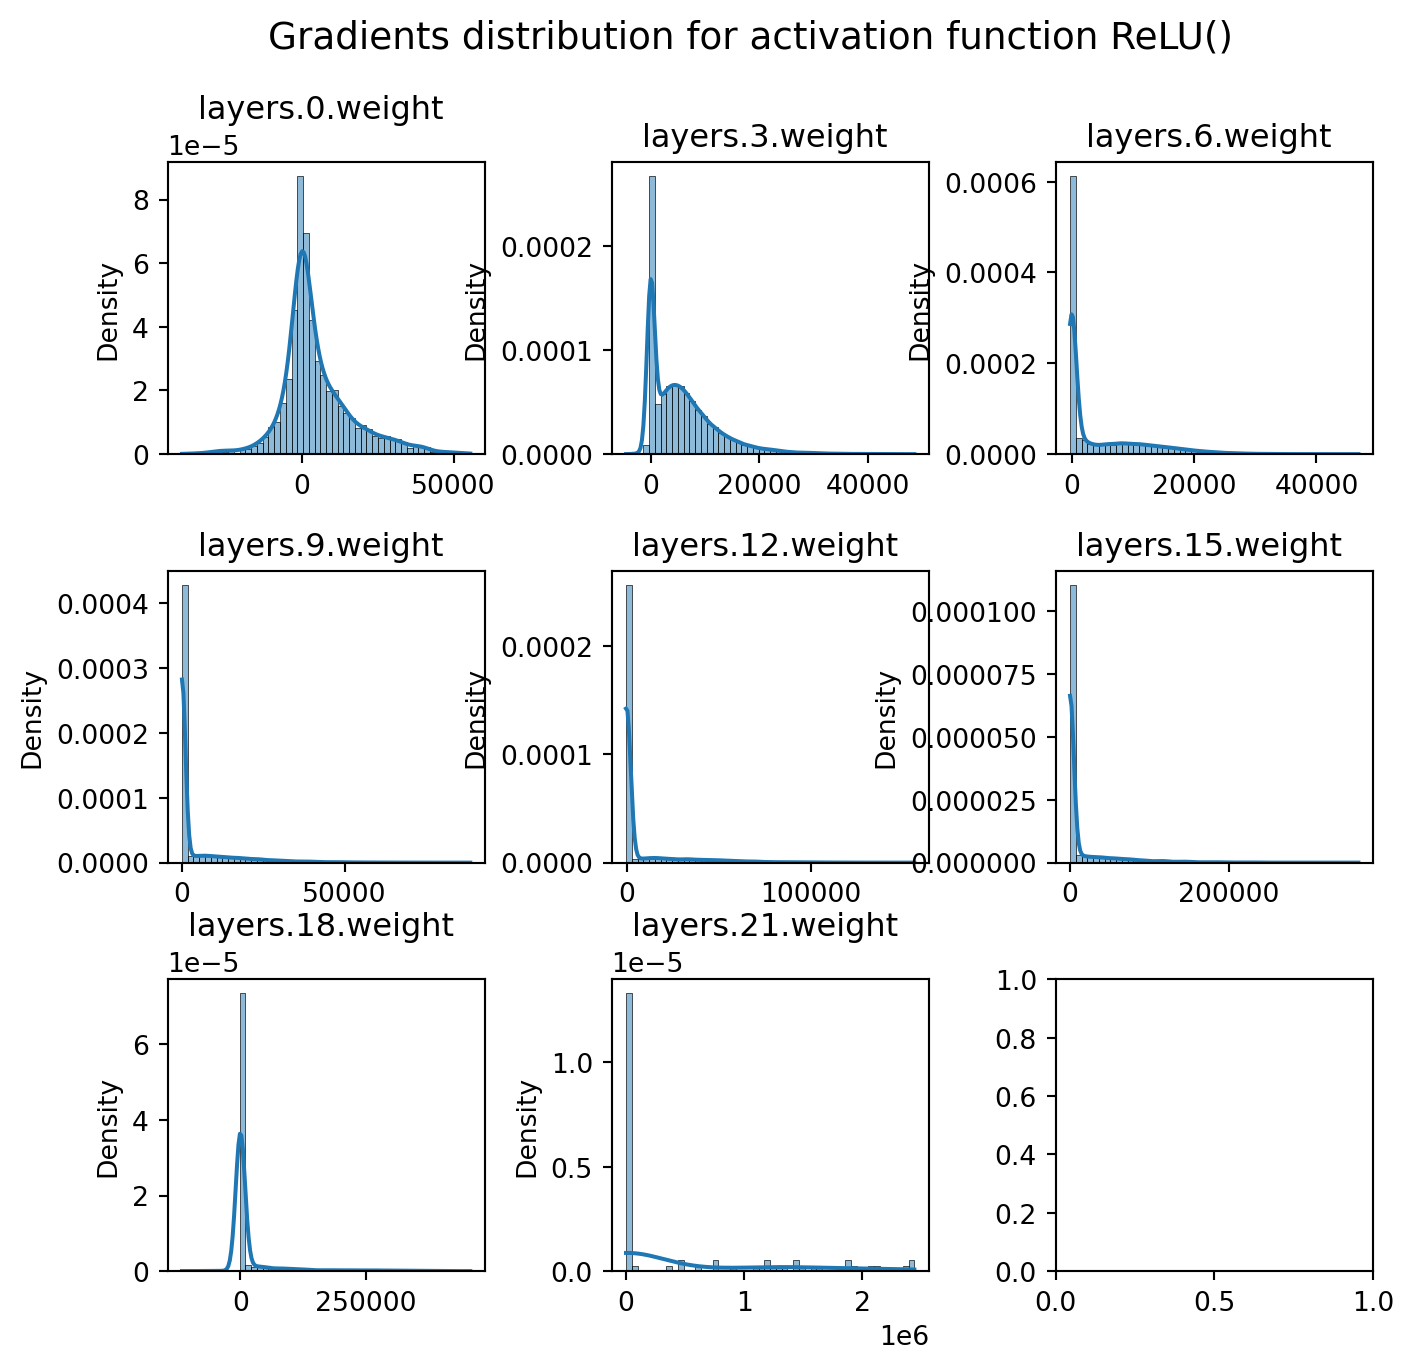 Gradients distribution for activation function ReLU()
layers.0.weight
1e−5
Density
8
6
4
2
0
0 50000
layers.3.weight
Density
0.0002
0.0001
0.0000
0 20000 40000
layers.6.weight
Density
0.0006
0.0004
0.0002
0.0000
0 20000 40000
layers.9.weight
Density
0.0004
0.0003
0.0002
0.0001
0.0000
0 50000
layers.12.weight
Density
0.0002
0.0001
0.0000
0 100000
layers.15.weight
Density
0.000100
0.000075
0.000050
0.000025
0.000000
0 200000
layers.18.weight
1e−5
Density
6
4
2
0
0 250000
layers.21.weight
1e−5
Density
1.0
0.5
0.0
0 1 2
1e6
1.0
0.8
0.6
0.4
0.2
0.0
0.0 0.5 1.0